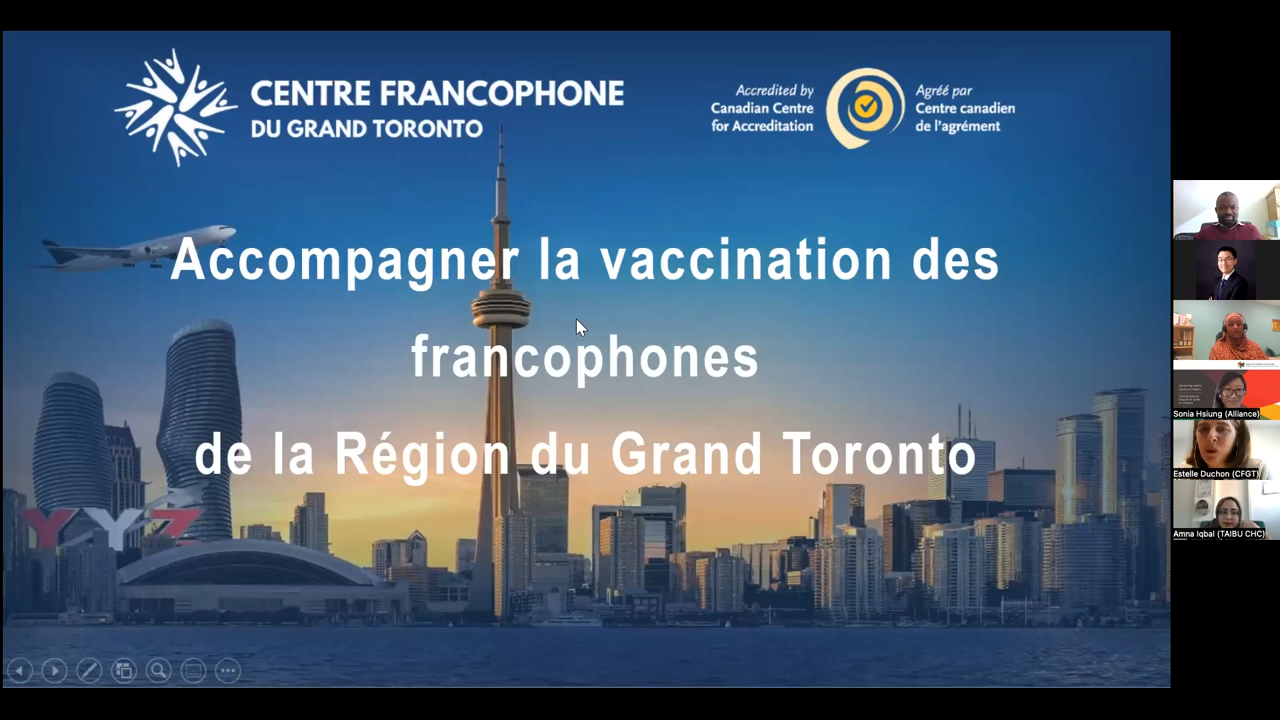 CENTRE FRANCOPHONE
DU GRAND TORONTO
Accredited by
Canadian Centre
for Accreditation
Agréé par
Centre canadien
de l'agrément
Accompagner la vaccination des
francophones
de la Région du Grand Toronto
YYZ
Sonia Hsiung (Alliance)
Estelle Duchon (CFGT)
Amna Iqbal (TAIBU CHC)